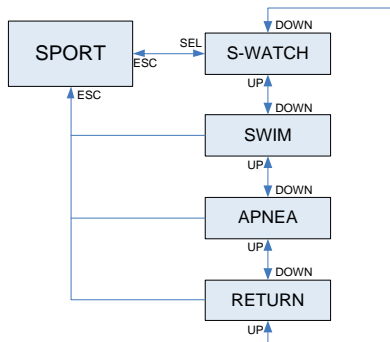 DOWN
SEL
SPORT
S-WATCH
ESC
UP
ESC
DOWN
SWIM
UP
DOWN
APNEA
UP
DOWN
RETURN
UP